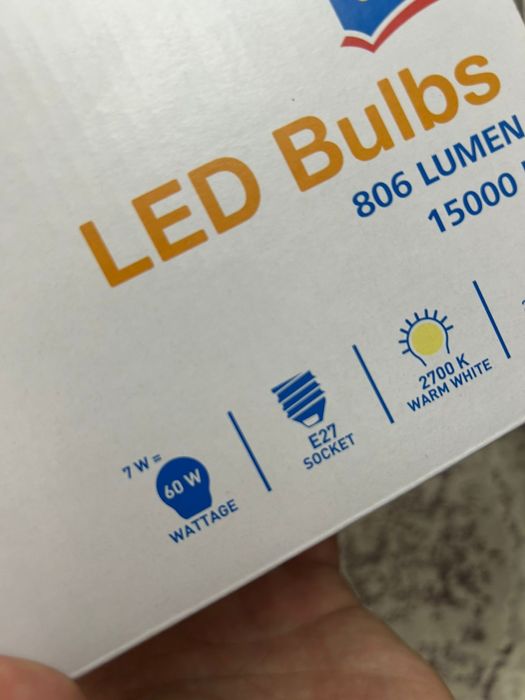 LED Bulbs
806 LUMEN
15000
7 W =
60 W
WATTAGE
E27
SOCKET
2700 K
WARM WHITE